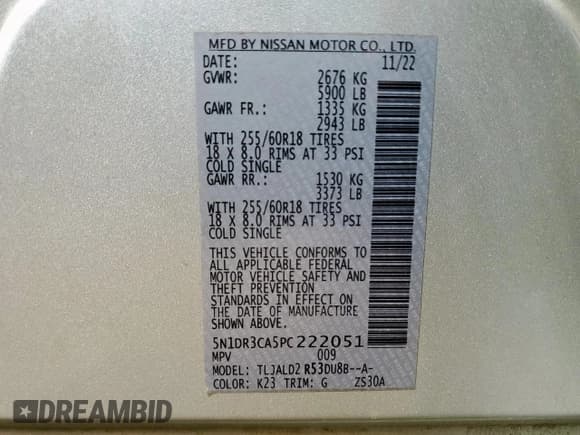 MFD BY NISSAN MOTOR CO., LTD.
DATE: 11/22
GVWR: 2676 KG
5900 LB
GAWR FR.: 1335 KG
2943 LB
WITH 255/60R18 TIRES
18 X 8.0 RIMS AT 33 PSI
COLD SINGLE
GAWR RR.: 1530 KG
3373 LB
WITH 255/60R18 TIRES
18 X 8.0 RIMS AT 33 PSI
COLD SINGLE
THIS VEHICLE CONFORMS TO
ALL APPLICABLE FEDERAL
MOTOR VEHICLE SAFETY AND
THEFT PREVENTION
STANDARDS IN EFFECT ON
THE DATE OF MANUFACTURE
SHOWN ABOVE.
5N1DR3CA5PC222051
MPV 009
MODEL: TLJALD2 R53DU8B--A-
COLOR: K23 TRIM: G ZS30A
DREAMBID